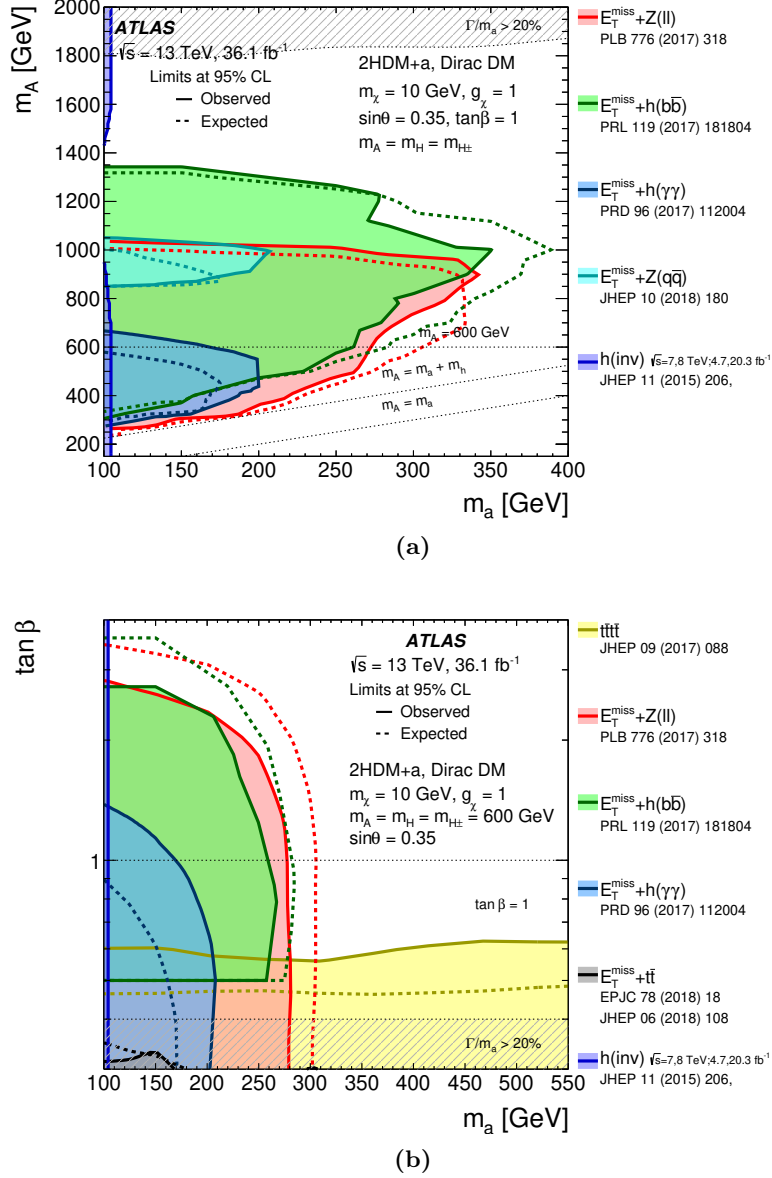 m_A [GeV]
2000
1800
1600
1400
1200
1000
800
600
400
200
ATLAS
√s = 13 TeV, 36.1 fb⁻¹
Limits at 95% CL
Observed
Expected
Γ/m_a > 20%
2HDM+a, Dirac DM
m_χ = 10 GeV, g_χ = 1
sinθ = 0.35, tanβ = 1
m_A = m_H = m_H±
m_A = 600 GeV
m_A = m_a + m_h
m_A = m_a
100 150 200 250 300 350 400
m_a [GeV]
E_T^miss+Z(ll)
PLB 776 (2017) 318
E_T^miss+h(bb̄)
PRL 119 (2017) 181804
E_T^miss+h(γγ)
PRD 96 (2017) 112004
E_T^miss+Z(qq̄)
JHEP 10 (2018) 180
h(inv) √s=7,8 TeV;4.7,20.3 fb⁻¹
JHEP 11 (2015) 206,
(a)
tan β
1
ATLAS
√s = 13 TeV, 36.1 fb⁻¹
Limits at 95% CL
Observed
Expected
2HDM+a, Dirac DM
m_χ = 10 GeV, g_χ = 1
m_A = m_H = m_H± = 600 GeV
sinθ = 0.35
tan β = 1
Γ/m_a > 20%
100 150 200 250 300 350 400 450 500 550
m_a [GeV]
tt̄tt̄
JHEP 09 (2017) 088
E_T^miss+Z(ll)
PLB 776 (2017) 318
E_T^miss+h(bb̄)
PRL 119 (2017) 181804
E_T^miss+h(γγ)
PRD 96 (2017) 112004
E_T^miss+tt̄
EPJC 78 (2018) 18
JHEP 06 (2018) 108
h(inv) √s=7,8 TeV;4.7,20.3 fb⁻¹
JHEP 11 (2015) 206,
(b)